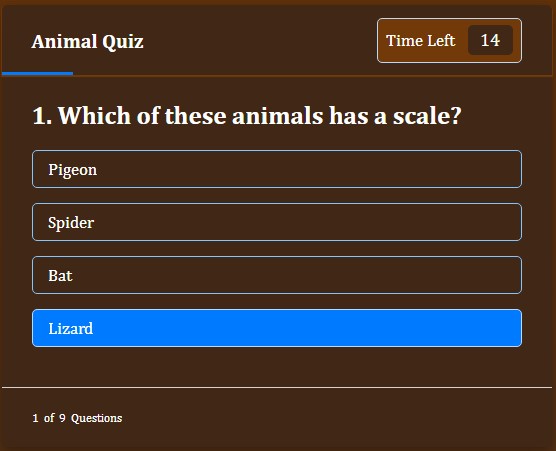 Animal Quiz
Time Left 14
1. Which of these animals has a scale?
Pigeon
Spider
Bat
Lizard
1 of 9 Questions